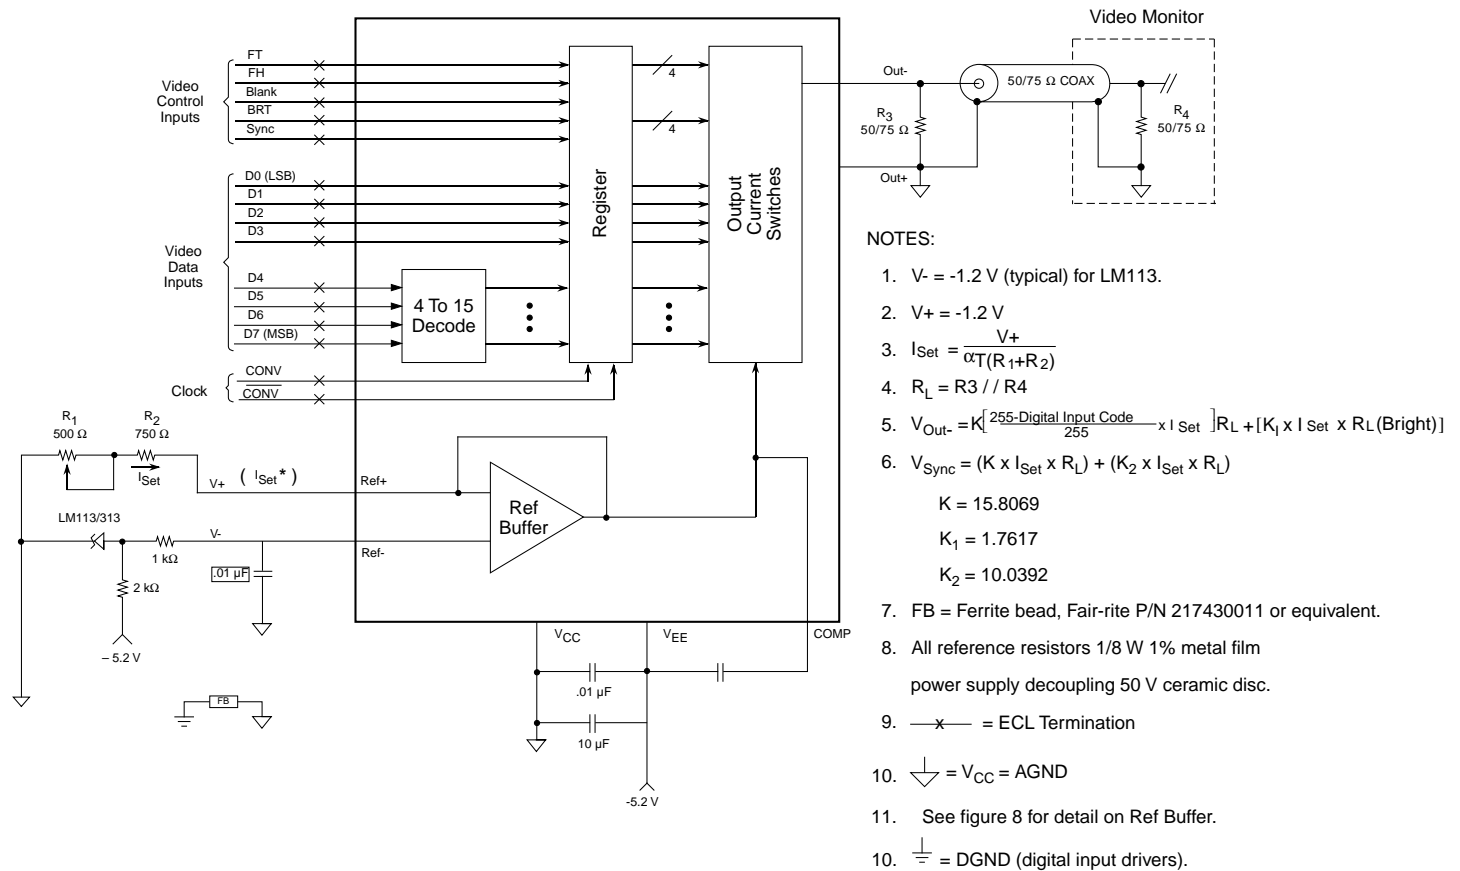 Video Monitor
FT
FH
Blank
BRT
Sync
Video
Control
Inputs
D0 (LSB)
D1
D2
D3
Video
Data
Inputs
D4
D5
D6
D7 (MSB)
4 To 15
Decode
Register
Output
Current
Switches
4
4
Clock
CONV
CONV
Out-
R3
50/75 Ω
Out+
50/75 Ω COAX
R4
50/75 Ω
R1
500 Ω
R2
750 Ω
ISet
V+
( ISet* )
Ref+
LM113/313
V-
1 kΩ
.01 µF
2 kΩ
– 5.2 V
Ref-
Ref
Buffer
FB
VCC
VEE
COMP
.01 µF
10 µF
-5.2 V
NOTES:
1. V- = -1.2 V (typical) for LM113.
2. V+ = -1.2 V
3. ISet = V+ / αT(R1+R2)
4. RL = R3 / / R4
5. VOut- = K[ 255-Digital Input Code / 255 x I Set ]RL + [KI x I Set x RL(Bright)]
6. VSync = (K x ISet x RL) + (K2 x ISet x RL)
K = 15.8069
K1 = 1.7617
K2 = 10.0392
7. FB = Ferrite bead, Fair-rite P/N 217430011 or equivalent.
8. All reference resistors 1/8 W 1% metal film
power supply decoupling 50 V ceramic disc.
9. x = ECL Termination
10. = VCC = AGND
11. See figure 8 for detail on Ref Buffer.
10. = DGND (digital input drivers).